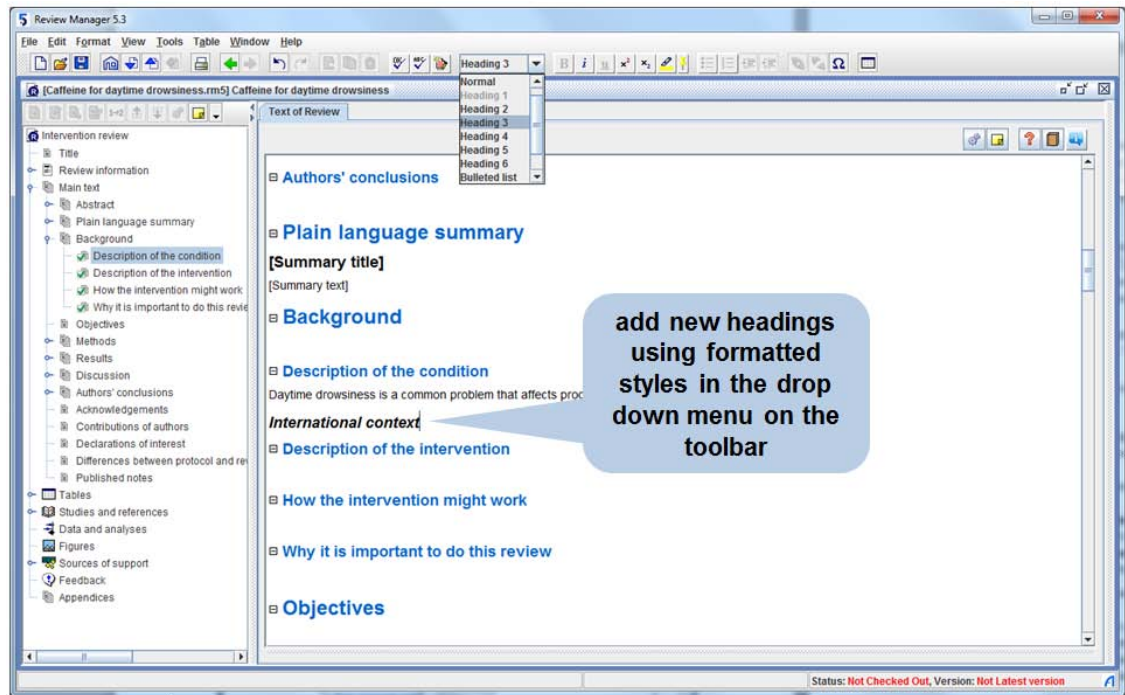 Review Manager 5.3
File Edit Format View Tools Table Window Help
Heading 3
[Caffeine for daytime drowsiness.rm5] Caffeine for daytime drowsiness
Normal
Heading 1
Heading 2
Heading 3
Heading 4
Heading 5
Heading 6
Bulleted list
Intervention review
Title
Review information
Main text
Abstract
Plain language summary
Background
Description of the condition
Description of the intervention
How the intervention might work
Why it is important to do this revie
Objectives
Methods
Results
Discussion
Authors' conclusions
Acknowledgements
Contributions of authors
Declarations of interest
Differences between protocol and rev
Published notes
Tables
Studies and references
Data and analyses
Figures
Sources of support
Feedback
Appendices
Text of Review
Authors' conclusions
Plain language summary
[Summary title]
[Summary text]
Background
Description of the condition
Daytime drowsiness is a common problem that affects
International context
Description of the intervention
How the intervention might work
Why it is important to do this review
Objectives
add new headings
using formatted
styles in the drop
down menu on the
toolbar
Status: Not Checked Out, Version: Not Latest version